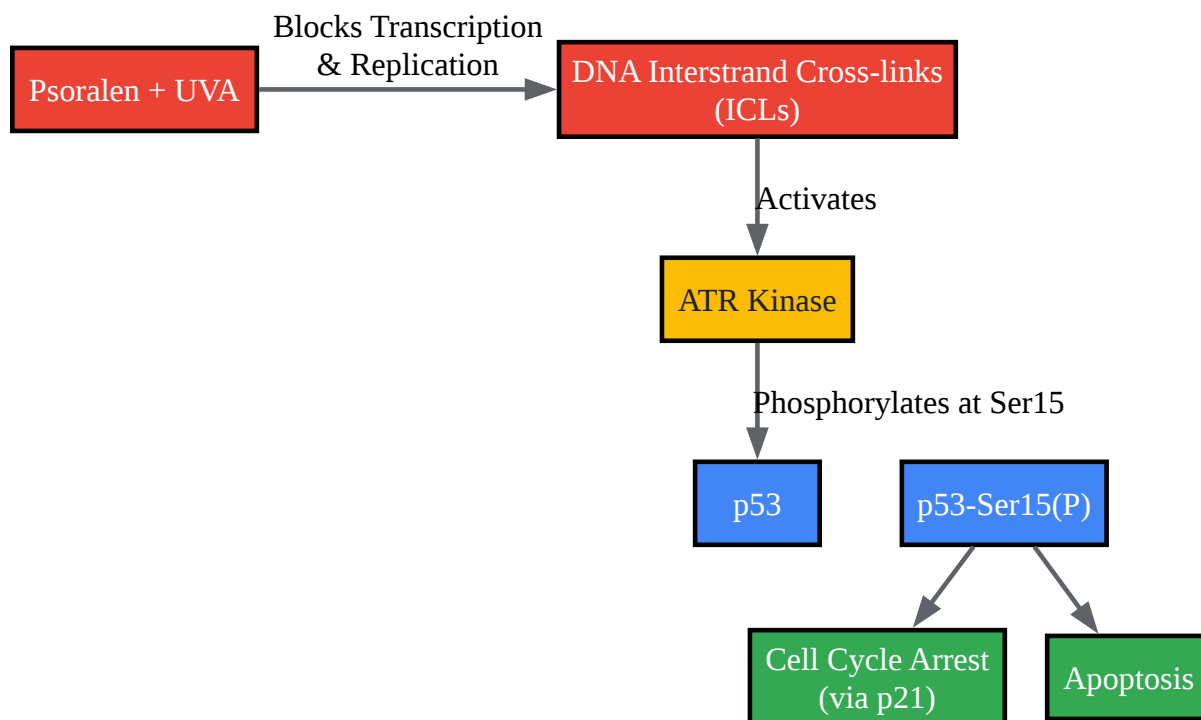 Blocks Transcription
& Replication
Psoralen + UVA
DNA Interstrand Cross-links
(ICLs)
Activates
ATR Kinase
Phosphorylates at Ser15
p53
p53-Ser15(P)
Cell Cycle Arrest
(via p21)
Apoptosis